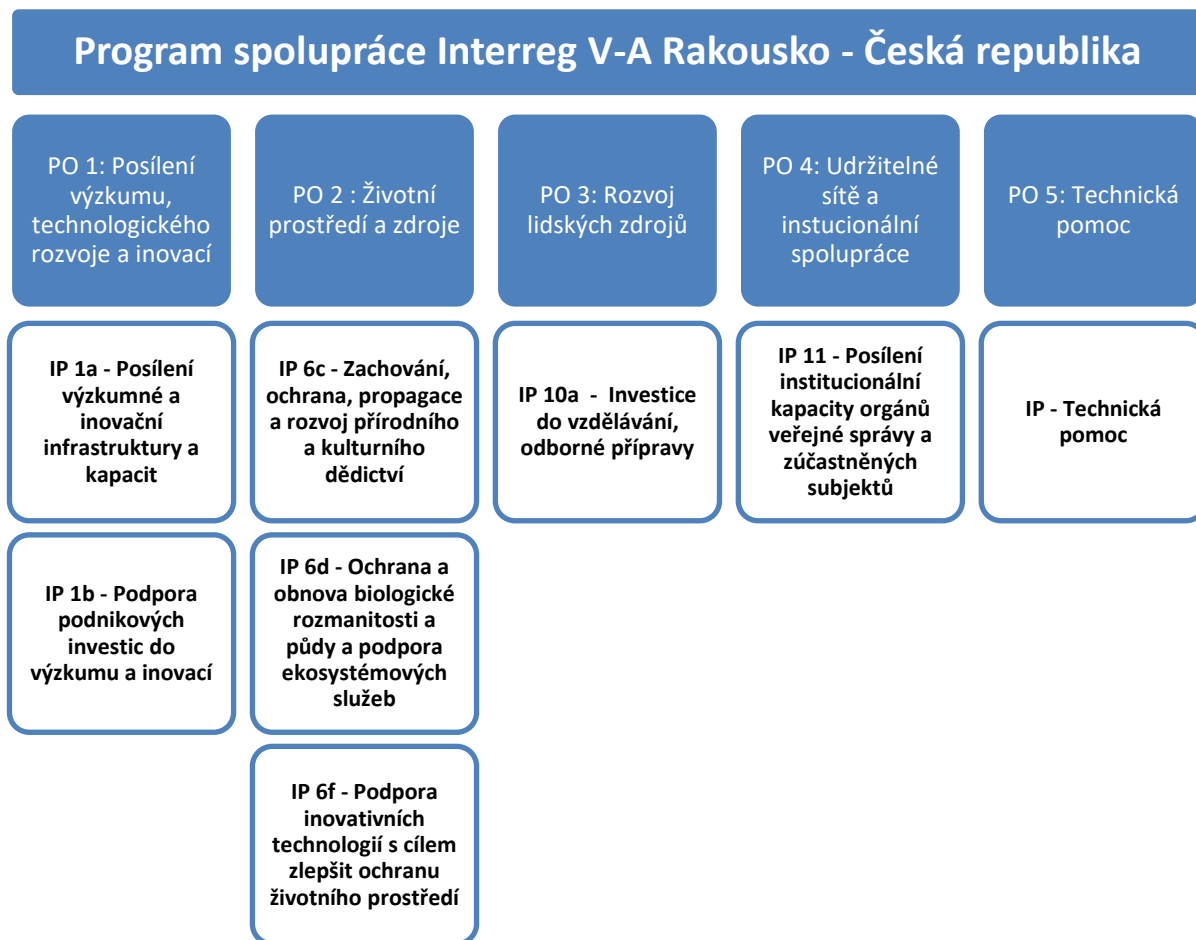 Program spolupráce Interreg V-A Rakousko - Česká republika
PO 1: Posílení
výzkumu,
technologického
rozvoje a inovací
PO 2 : Životní
prostředí a zdroje
PO 3: Rozvoj
lidských zdrojů
PO 4: Udržitelné
sítě a
instucionální
spolupráce
PO 5: Technická
pomoc
IP 1a - Posílení
výzkumné a
inovační
infrastruktury a
kapacit
IP 6c - Zachování,
ochrana, propagace
a rozvoj přírodního
a kulturního
dědictví
IP 10a - Investice
do vzdělávání,
odborné přípravy
IP 11 - Posílení
institucionální
kapacity orgánů
veřejné správy a
zúčastněných
subjektů
IP - Technická
pomoc
IP 1b - Podpora
podnikových
investic do
výzkumu a inovací
IP 6d - Ochrana a
obnova biologické
rozmanitosti a
půdy a podpora
ekosystémových
služeb
IP 6f - Podpora
inovativních
technologií s cílem
zlepšit ochranu
životního prostředí